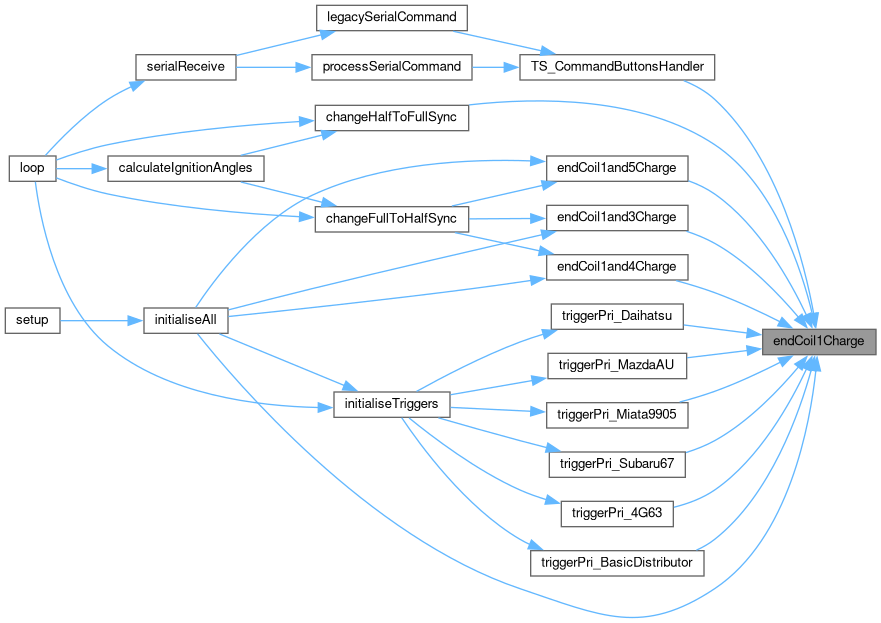 legacySerialCommand
serialReceive
processSerialCommand
TS_CommandButtonsHandler
changeHalfToFullSync
loop
calculateIgnitionAngles
endCoil1and5Charge
changeFullToHalfSync
endCoil1and3Charge
endCoil1and4Charge
setup
initialiseAll
triggerPri_Daihatsu
endCoil1Charge
triggerPri_MazdaAU
initialiseTriggers
triggerPri_Miata9905
triggerPri_Subaru67
triggerPri_4G63
triggerPri_BasicDistributor